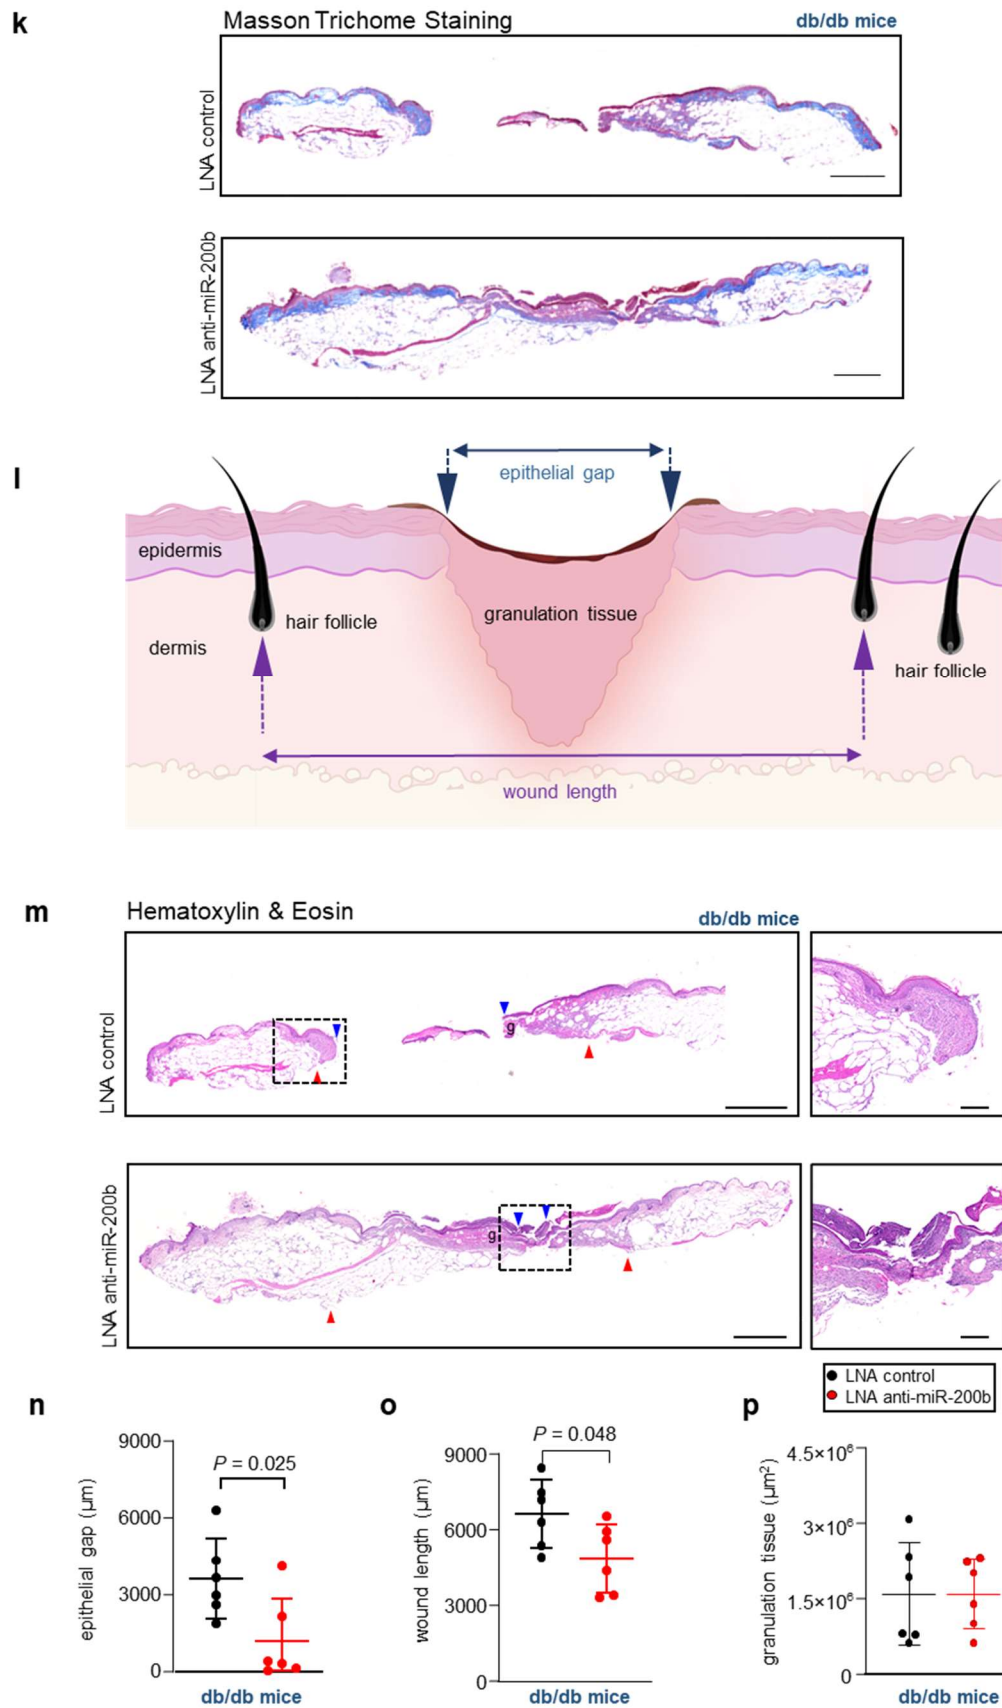 k
Masson Trichome Staining
db/db mice
LNA control
LNA anti-miR-200b
l
epithelial gap
epidermis
granulation tissue
hair follicle
dermis
hair follicle
wound length
m
Hematoxylin & Eosin
db/db mice
LNA control
g
LNA anti-miR-200b
g
LNA control
LNA anti-miR-200b
n
9000
6000
3000
0
epithelial gap (μm)
P = 0.025
db/db mice
o
9000
6000
3000
0
wound length (μm)
P = 0.048
db/db mice
p
4.5×10⁶
3×10⁶
1.5×10⁶
0
granulation tissue (μm²)
db/db mice